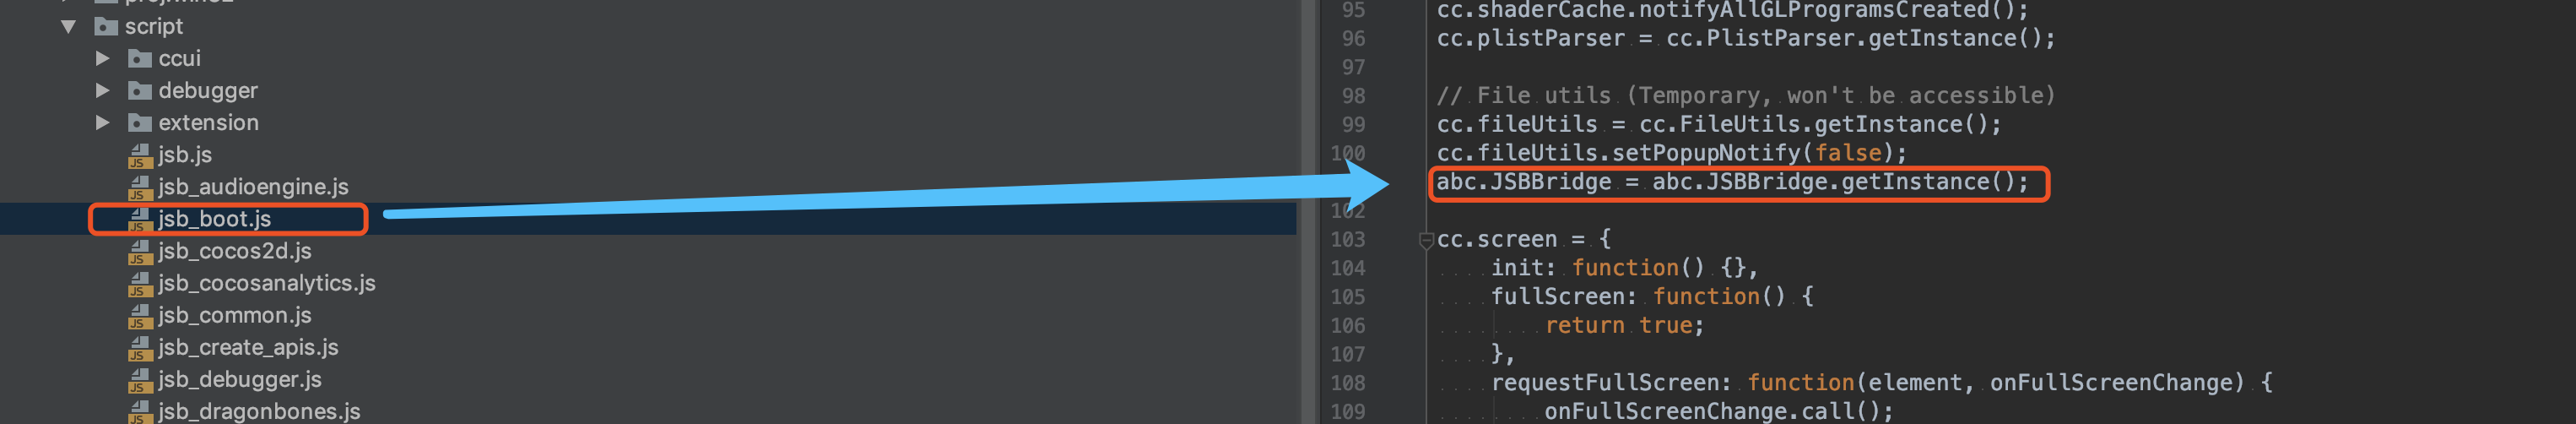 script
ccui
debugger
extension
jsb.js
jsb_audioengine.js
jsb_boot.js
jsb_cocos2d.js
jsb_cocosanalytics.js
jsb_common.js
jsb_create_apis.js
jsb_debugger.js
jsb_dragonbones.js
95 cc.shaderCache.notifyAllGLProgramsCreated();
96 cc.plistParser = cc.PlistParser.getInstance();
97
98 // File utils (Temporary, won't be accessible)
99 cc.fileUtils = cc.FileUtils.getInstance();
100 cc.fileUtils.setPopupNotify(false);
abc.JSBBridge = abc.JSBBridge.getInstance();
102
103 cc.screen = {
104 init: function() {},
105 fullScreen: function() {
106 return true;
107 },
108 requestFullScreen: function(element, onFullScreenChange) {
109 onFullScreenChange.call();